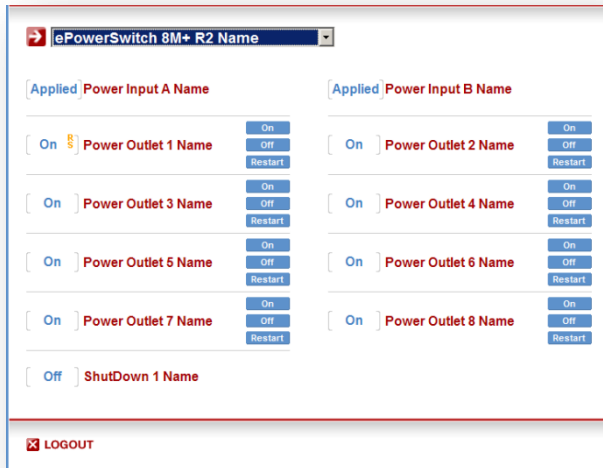 ePowerSwitch 8M+ R2 Name
Applied Power Input A Name
Applied Power Input B Name
On RS Power Outlet 1 Name
On
Off
Restart
On Power Outlet 2 Name
On
Off
Restart
On Power Outlet 3 Name
On
Off
Restart
On Power Outlet 4 Name
On
Off
Restart
On Power Outlet 5 Name
On
Off
Restart
On Power Outlet 6 Name
On
Off
Restart
On Power Outlet 7 Name
On
Off
Restart
On Power Outlet 8 Name
On
Off
Restart
Off ShutDown 1 Name
LOGOUT